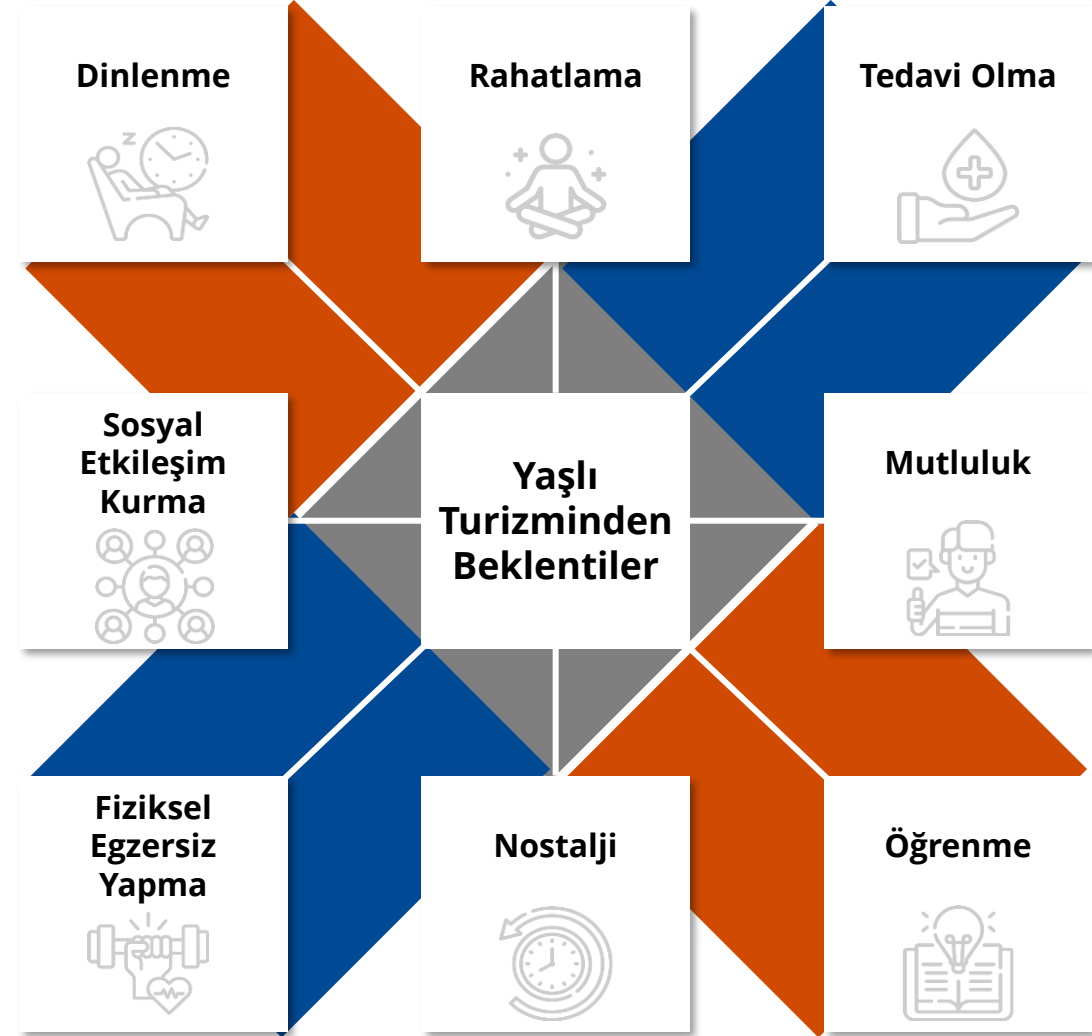 Dinlenme
Rahatlama
Tedavi Olma
Sosyal
Etkileşim
Kurma
Yaşlı
Turizminden
Beklentiler
Mutluluk
Fiziksel
Egzersiz
Yapma
Nostalji
Öğrenme